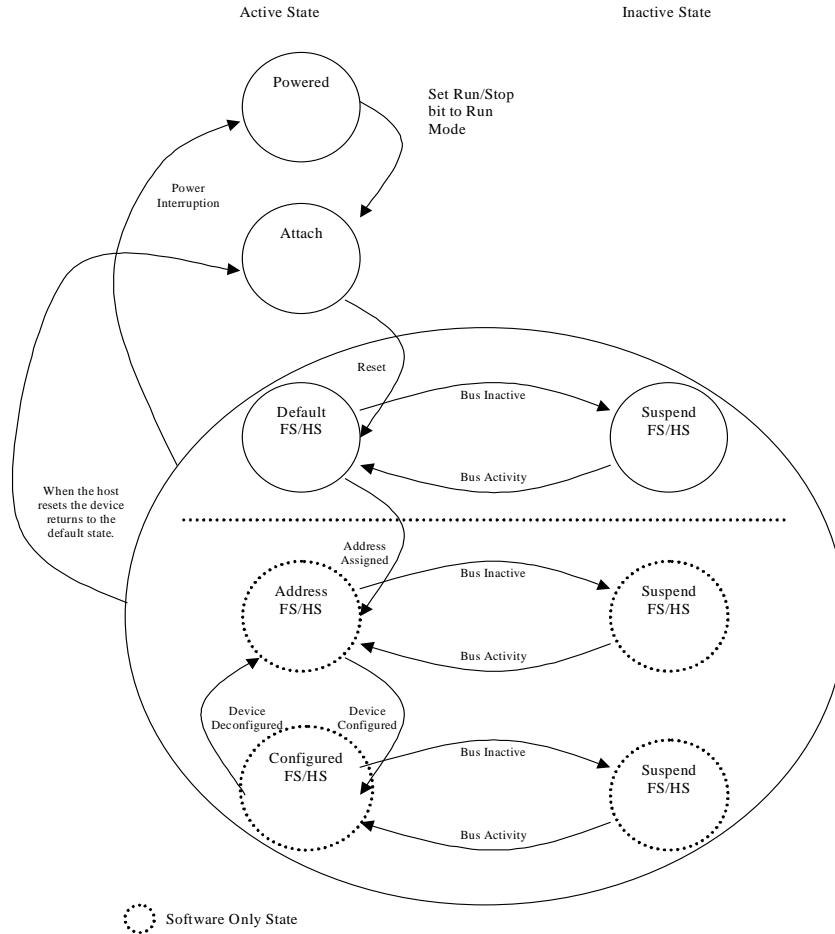 Active State
Inactive State
Powered
Set Run/Stop
bit to Run
Mode
Power
Interruption
Attach
Reset
Default
FS/HS
Bus Inactive
Suspend
FS/HS
Bus Activity
When the host
resets the device
returns to the
default state.
Address
Assigned
Address
FS/HS
Bus Inactive
Suspend
FS/HS
Bus Activity
Device
Deconfigured
Device
Configured
Configured
FS/HS
Bus Inactive
Suspend
FS/HS
Bus Activity
Software Only State